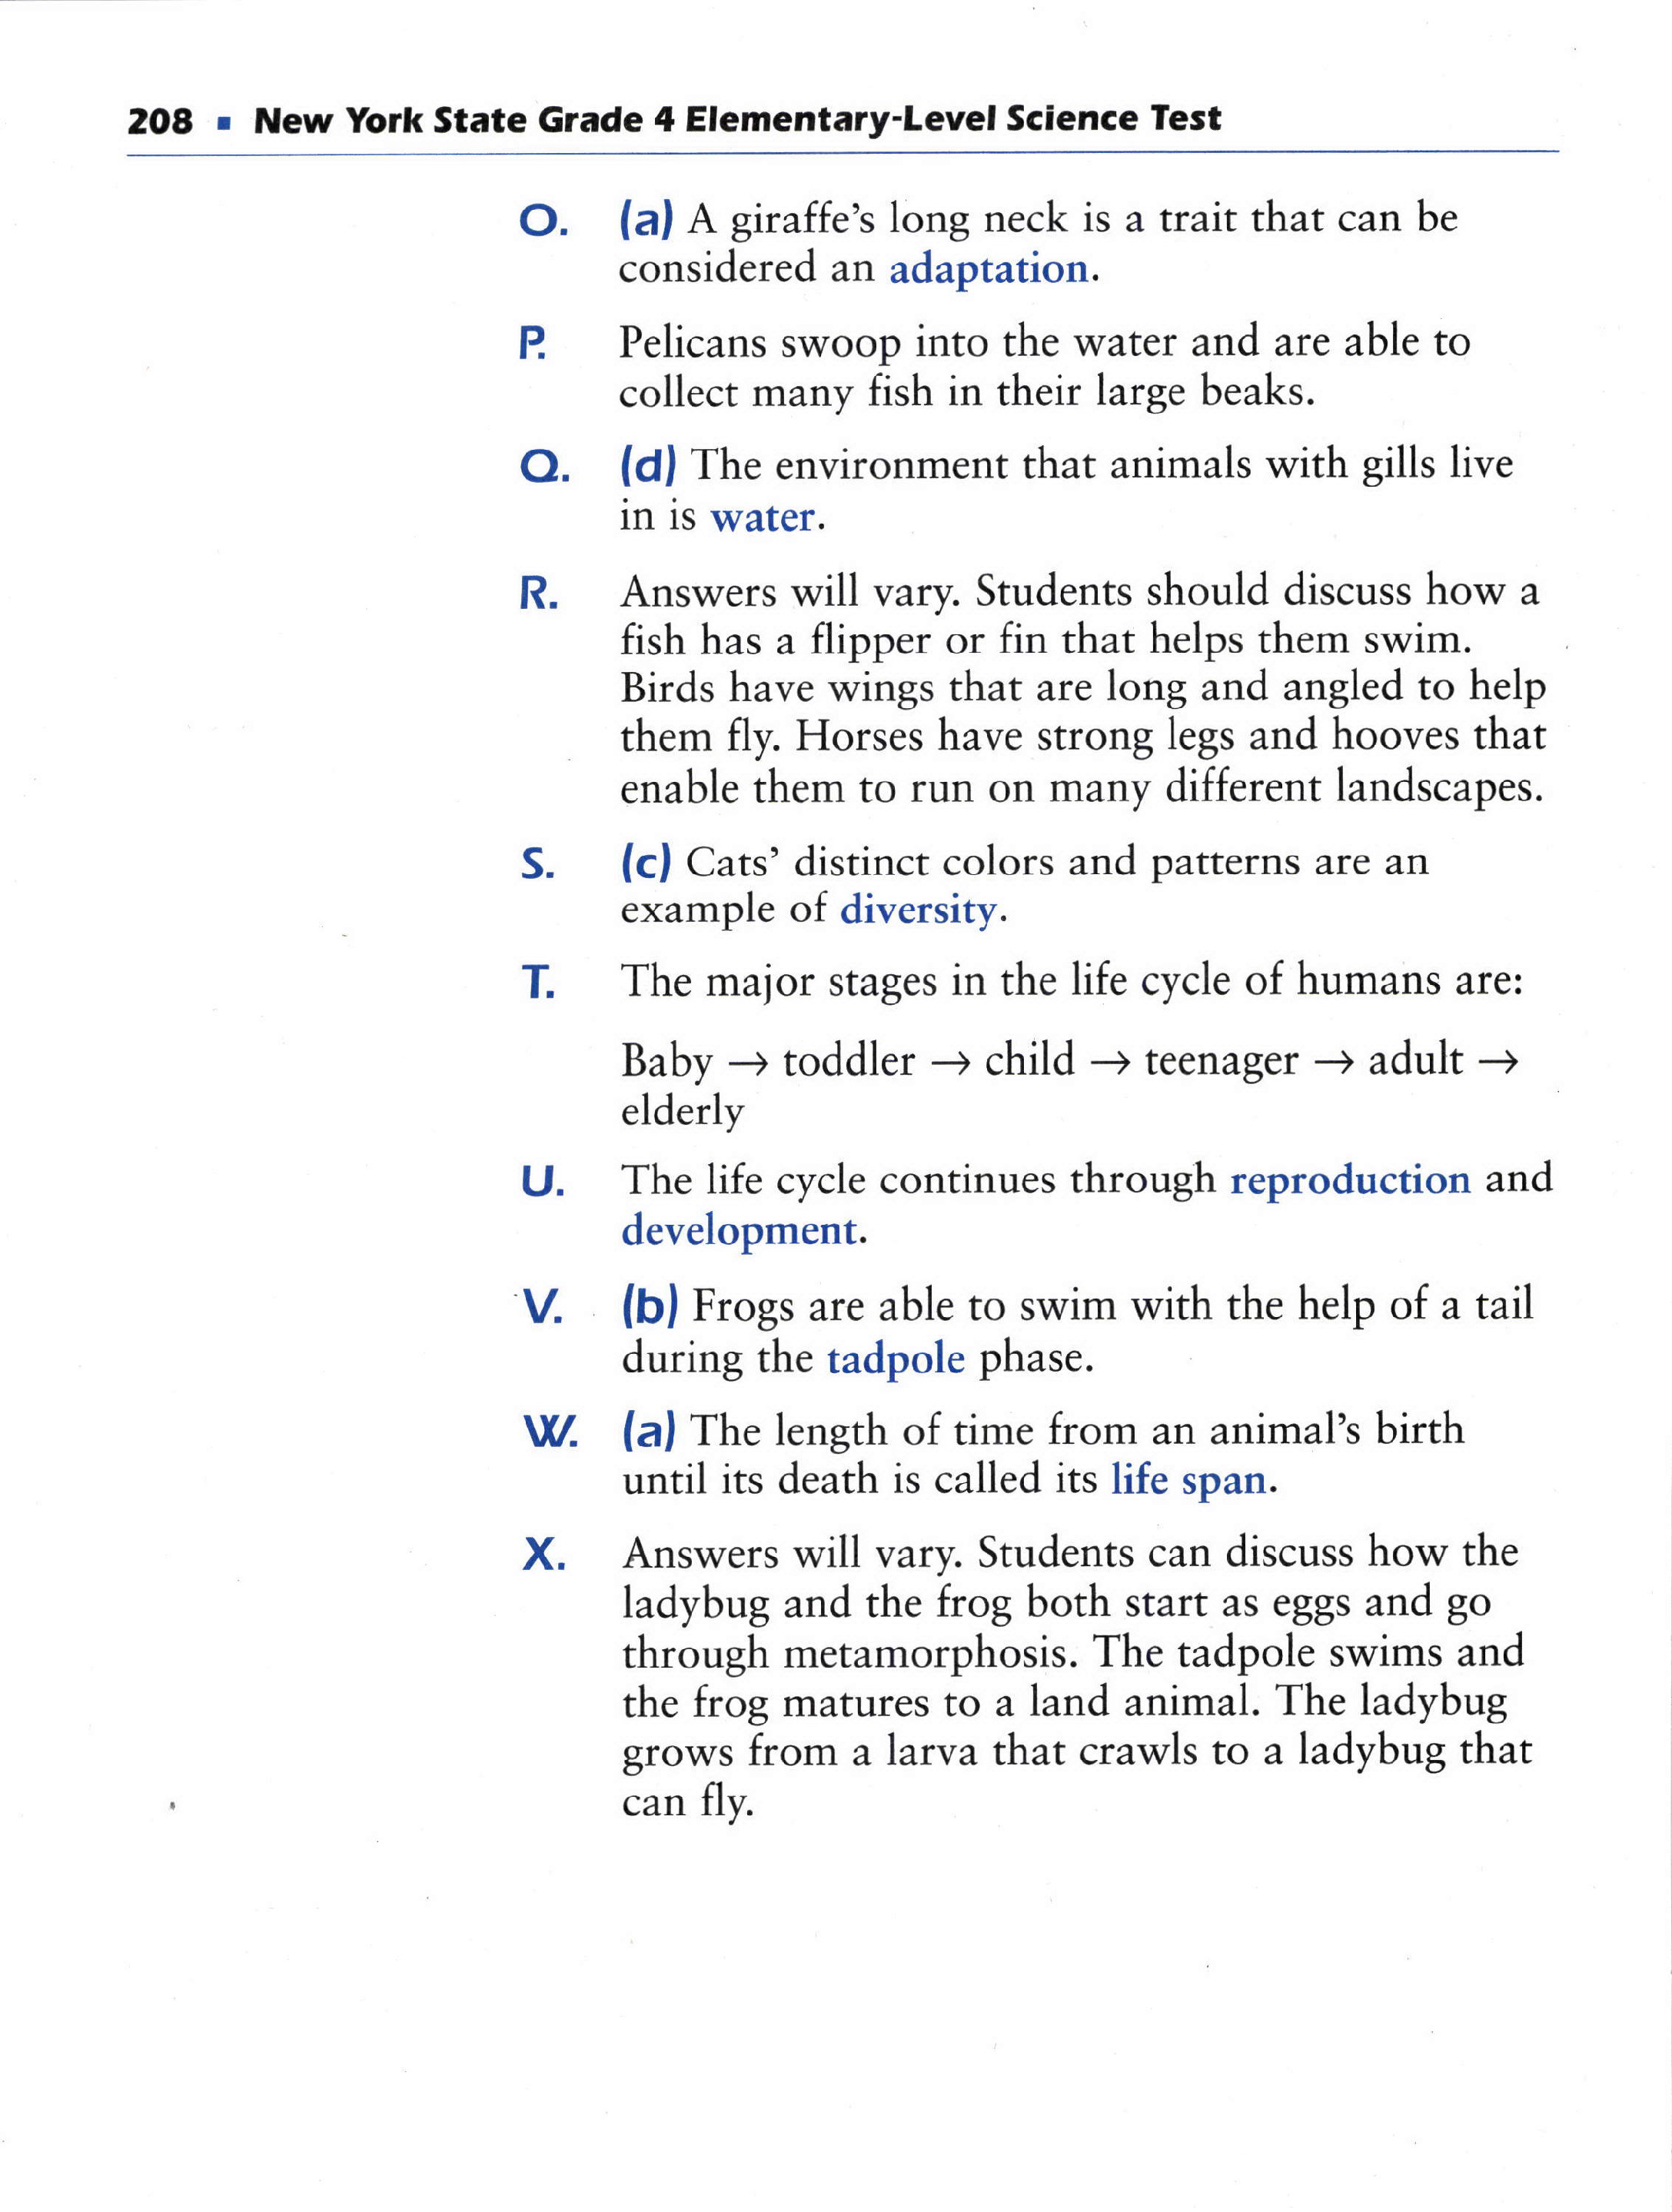 208 ▪ New York State Grade 4 Elementary-Level Science Test
O. (a) A giraffe’s long neck is a trait that can be
considered an adaptation.
P. Pelicans swoop into the water and are able to
collect many fish in their large beaks.
Q. (d) The environment that animals with gills live
in is water.
R. Answers will vary. Students should discuss how a
fish has a flipper or fin that helps them swim.
Birds have wings that are long and angled to help
them fly. Horses have strong legs and hooves that
enable them to run on many different landscapes.
S. (c) Cats’ distinct colors and patterns are an
example of diversity.
T. The major stages in the life cycle of humans are:
Baby → toddler → child → teenager → adult →
elderly
U. The life cycle continues through reproduction and
development.
V. (b) Frogs are able to swim with the help of a tail
during the tadpole phase.
W. (a) The length of time from an animal’s birth
until its death is called its life span.
X. Answers will vary. Students can discuss how the
ladybug and the frog both start as eggs and go
through metamorphosis. The tadpole swims and
the frog matures to a land animal. The ladybug
grows from a larva that crawls to a ladybug that
can fly.